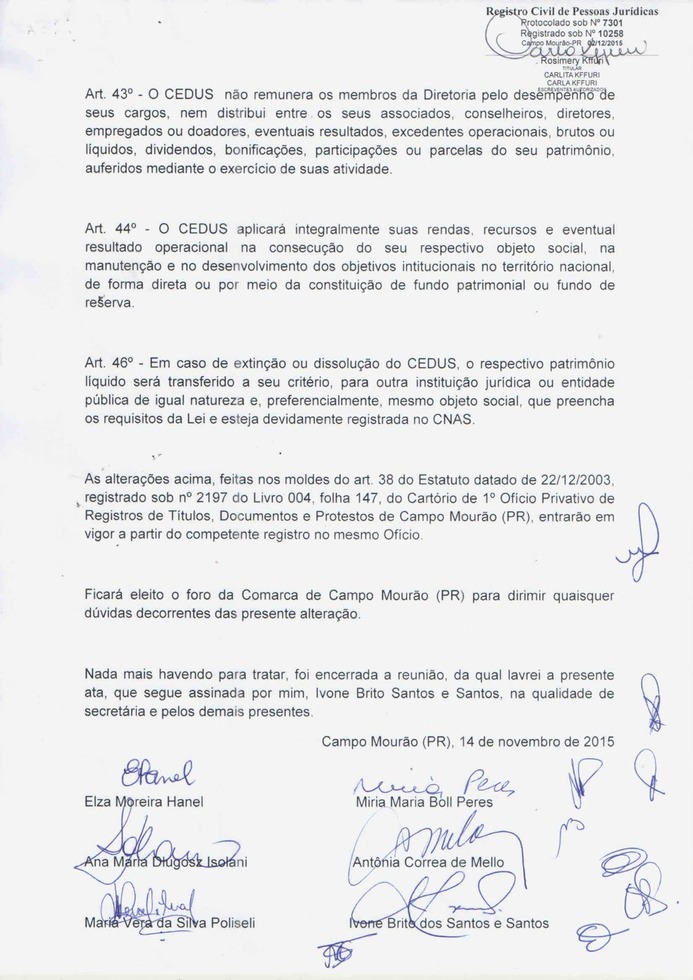 Registro Civil de Pessoas Jurídicas
Protocolado sob Nº 7301
Registrado sob Nº 10258
Campo Mourão-PR 02/12/2015
Rosimery Kffuri
TITULAR
CARLITA KFFURI
CARLA KFFURI
ESCREVENTES AUTORIZADOS
Art. 43º - O CEDUS não remunera os membros da Diretoria pelo desempenho de
seus cargos, nem distribui entre os seus associados, conselheiros, diretores,
empregados ou doadores, eventuais resultados, excedentes operacionais, brutos ou
líquidos, dividendos, bonificações, participações ou parcelas do seu patrimônio,
auferidos mediante o exercício de suas atividade.
Art. 44º - O CEDUS aplicará integralmente suas rendas, recursos e eventual
resultado operacional na consecução do seu respectivo objeto social, na
manutenção e no desenvolvimento dos objetivos intitucionais no território nacional,
de forma direta ou por meio da constituição de fundo patrimonial ou fundo de
reserva.
Art. 46º - Em caso de extinção ou dissolução do CEDUS, o respectivo patrimônio
líquido será transferido a seu critério, para outra instituição jurídica ou entidade
pública de igual natureza e, preferencialmente, mesmo objeto social, que preencha
os requisitos da Lei e esteja devidamente registrada no CNAS.
As alterações acima, feitas nos moldes do art. 38 do Estatuto datado de 22/12/2003,
registrado sob nº 2197 do Livro 004, folha 147, do Cartório de 1º Ofício Privativo de
Registros de Títulos, Documentos e Protestos de Campo Mourão (PR), entrarão em
vigor a partir do competente registro no mesmo Ofício.
Ficará eleito o foro da Comarca de Campo Mourão (PR) para dirimir quaisquer
dúvidas decorrentes das presente alteração.
Nada mais havendo para tratar, foi encerrada a reunião, da qual lavrei a presente
ata, que segue assinada por mim, Ivone Brito Santos e Santos, na qualidade de
secretária e pelos demais presentes.
Campo Mourão (PR), 14 de novembro de 2015
EHanel Miria Peres
Elza Moreira Hanel Miria Maria Boll Peres
Ana Maria Dlugosz Isolani Antônia Correa de Mello
Maria Vera da Silva Poliseli Ivone Brito dos Santos e Santos